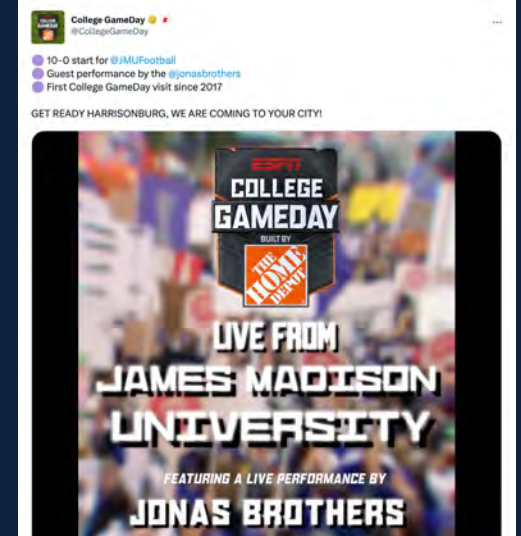 College GameDay
@CollegeGameDay
10-0 start for @JMUFootball
Guest performance by the @jonasbrothers
First College GameDay visit since 2017
GET READY HARRISONBURG, WE ARE COMING TO YOUR CITY!
ESPN
COLLEGE
GAMEDAY
BUILT BY
THE
HOME
DEPOT
LIVE FROM
JAMES MADISON
UNIVERSITY
FEATURING A LIVE PERFORMANCE BY
JONAS BROTHERS